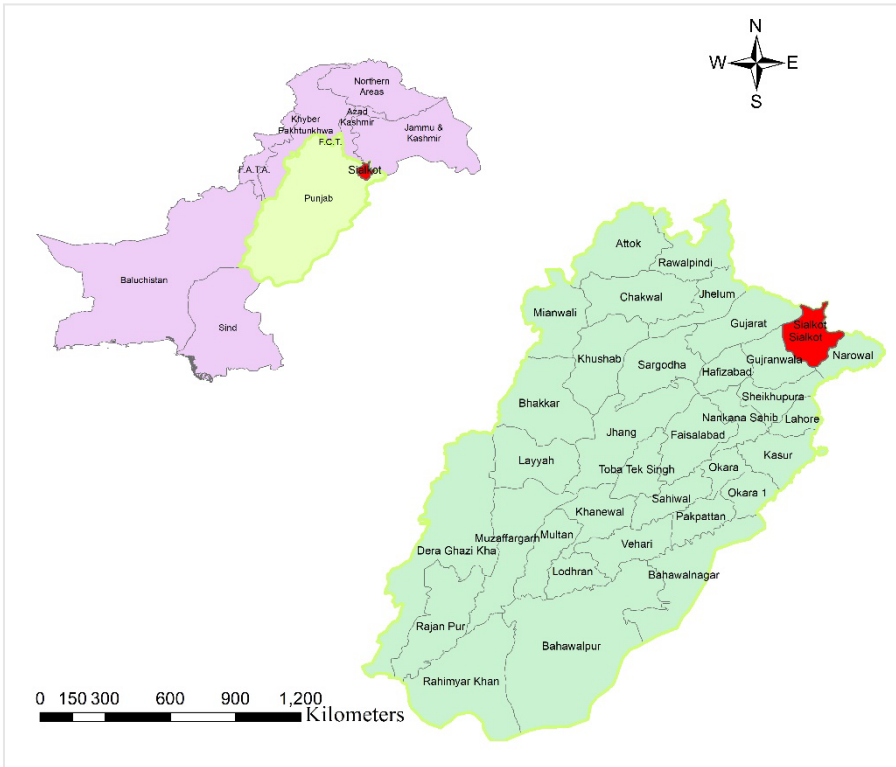 N
W
E
S
Northern
Areas
Azad
Kashmir
Khyber
Pakhtunkhwa
Jammu &
Kashmir
F.C.T.
F.A.T.A.
Sialkot
Punjab
Baluchistan
Sind
Attok
Rawalpindi
Chakwal
Jhelum
Mianwali
Gujarat
Sialkot
Sialkot
Khushab
Sargodha
Hafizabad
Gujranwala
Narowal
Bhakkar
Sheikhupura
Nankana Sahib
Lahore
Jhang
Faisalabad
Layyah
Toba Tek Singh
Okara
Kasur
Sahiwal
Okara 1
Khanewal
Pakpattan
Muzaffargarh
Multan
Vehari
Dera Ghazi Kha
Lodhran
Bahawalnagar
Rajan Pur
Bahawalpur
Rahimyar Khan
0 150 300 600 900 1,200
Kilometers